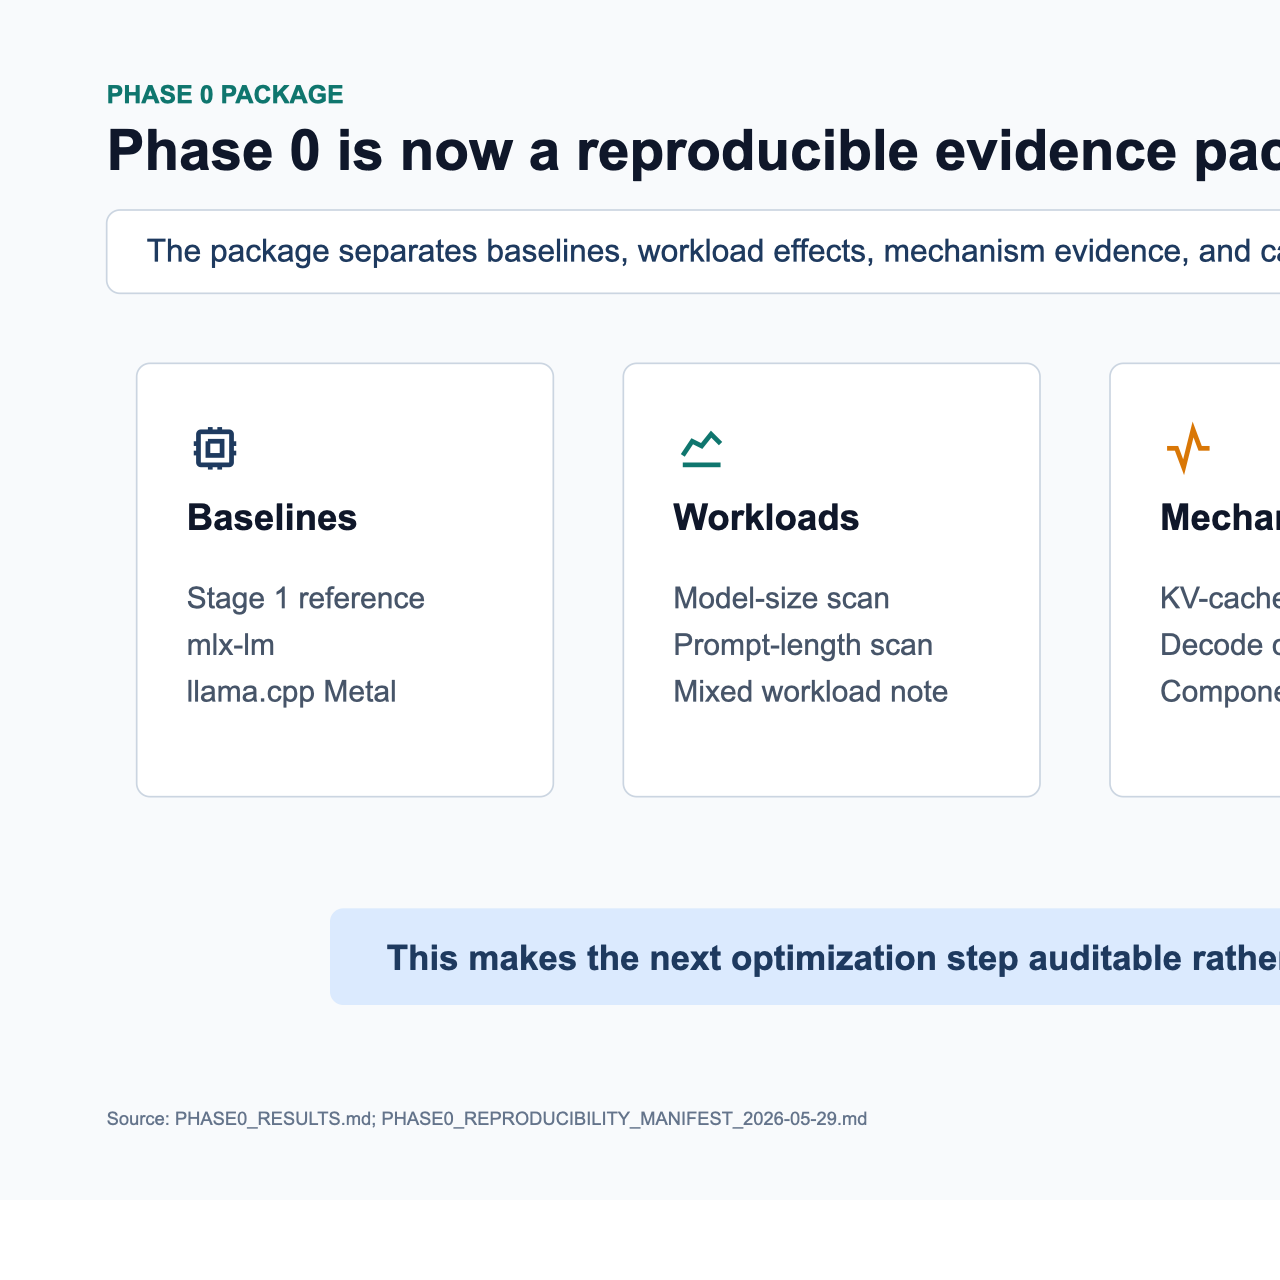 PHASE 0 PACKAGE
Phase 0 is now a reproducible evidence pac
The package separates baselines, workload effects, mechanism evidence, and ca
Baselines
Stage 1 reference
mlx-lm
llama.cpp Metal
Workloads
Model-size scan
Prompt-length scan
Mixed workload note
Mechan
KV-cache
Decode
Compone
This makes the next optimization step auditable rather
Source: PHASE0_RESULTS.md; PHASE0_REPRODUCIBILITY_MANIFEST_2026-05-29.md